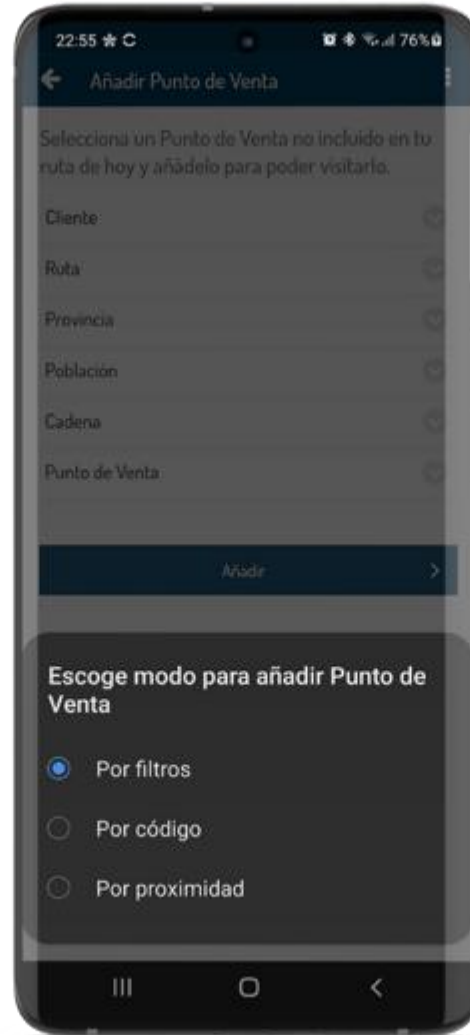 22:55 C 76%
Añadir Punto de Venta
Selecciona un Punto de Venta no incluido en tu
ruta de hoy y añádelo para poder visitarlo.
Cliente
Ruta
Provincia
Población
Cadena
Punto de Venta
Añadir
Escoge modo para añadir Punto de
Venta
Por filtros
Por código
Por proximidad